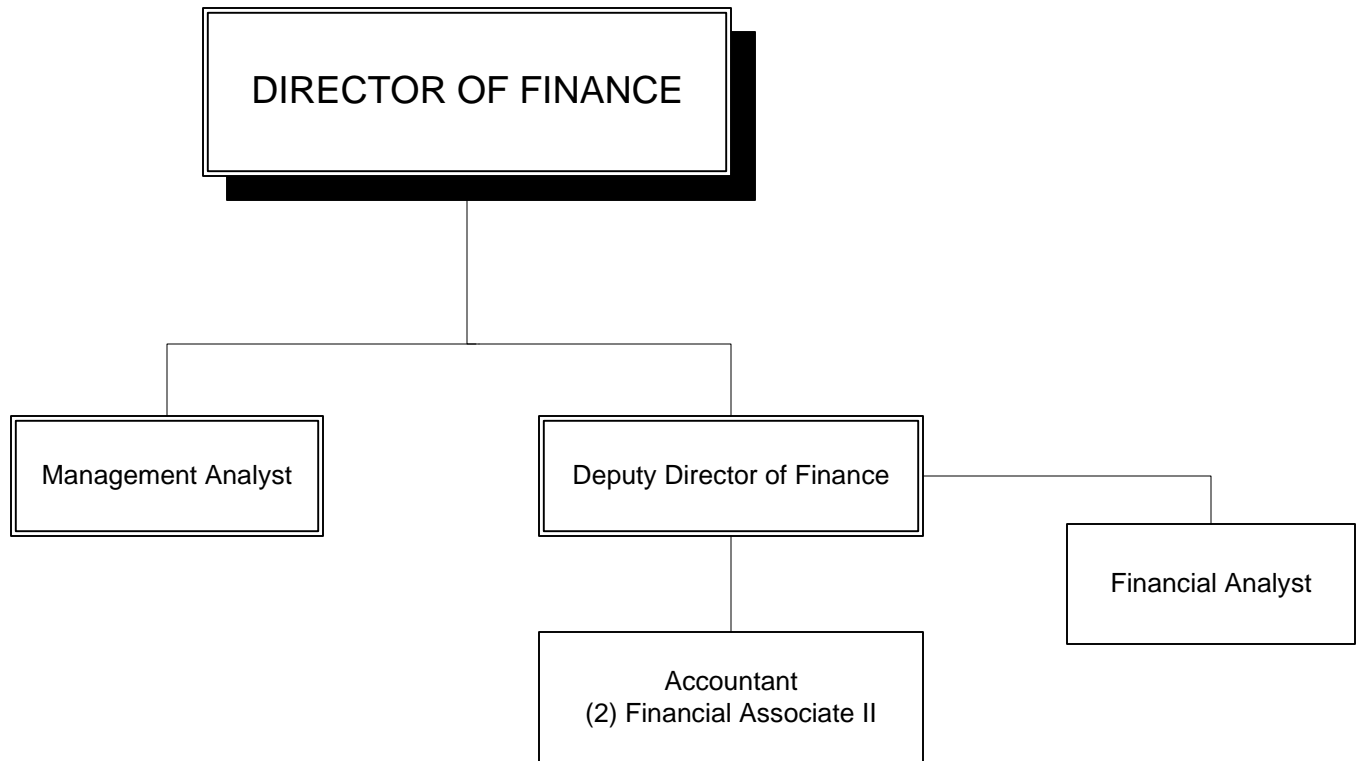 DIRECTOR OF FINANCE
Management Analyst
Deputy Director of Finance
Financial Analyst
Accountant
(2) Financial Associate II